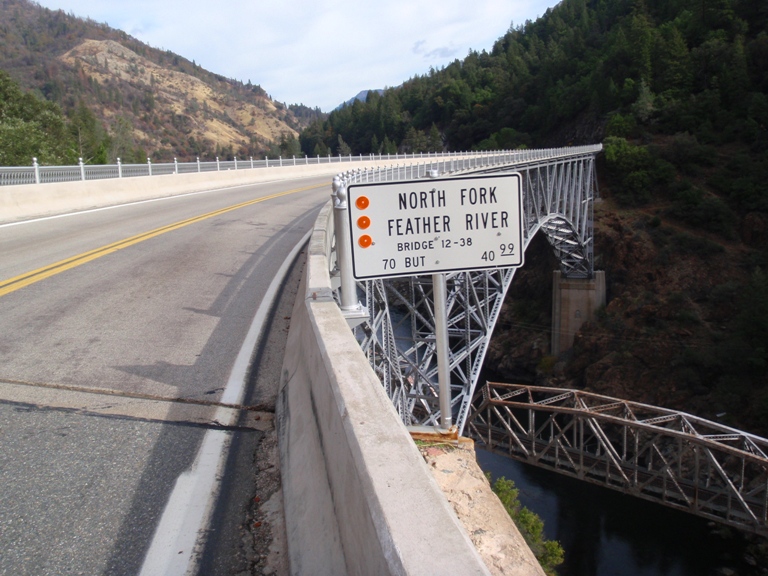 NORTH FORK
FEATHER RIVER
BRIDGE 12-38
70 BUT 40 99